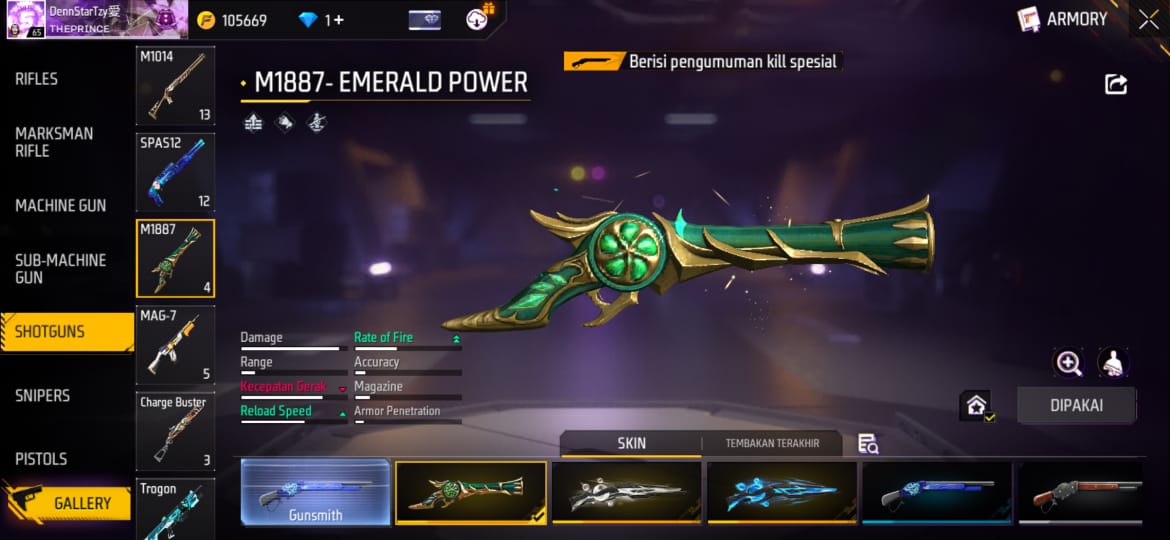 DennStarTzy愛
65
THEPRINCE
105669
1+
ARMORY
RIFLES
MARKSMAN
RIFLE
MACHINE GUN
SUB-MACHINE
GUN
SHOTGUNS
SNIPERS
PISTOLS
GALLERY
M1014
13
SPAS12
12
M1887
4
MAG-7
5
Charge Buster
3
Trogon
M1887- EMERALD POWER
Berisi pengumuman kill spesial
Damage
Rate of Fire
Range
Accuracy
Kecepatan Gerak
Magazine
Reload Speed
Armor Penetration
DIPAKAI
SKIN
TEMBAKAN TERAKHIR
Gunsmith